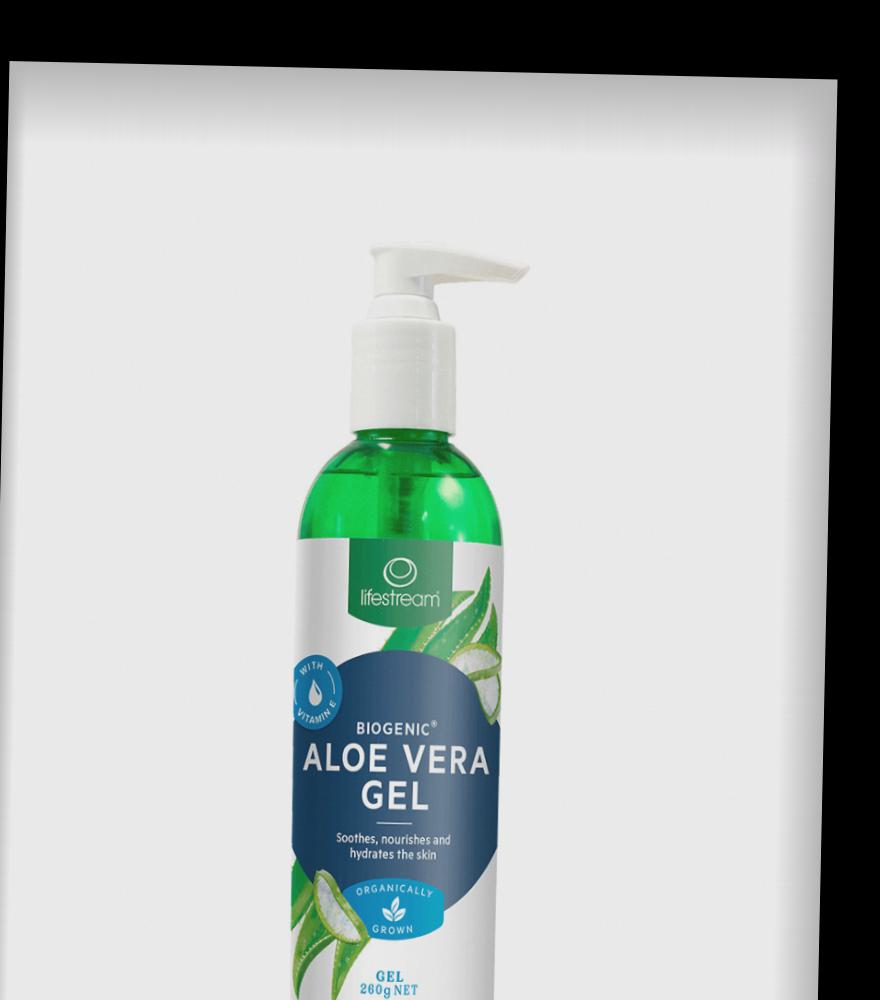 lifestream
WITH
VITAMIN E
BIOGENIC®
ALOE VERA
GEL
Soothes, nourishes and
hydrates the skin
ORGANICALLY
GROWN
GEL
260g NET